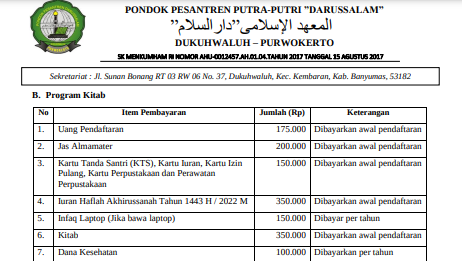 PONDOK PESANTREN PUTRA-PUTRI "DARUSSALAM"
المعهد الإسلامى"دار السلام"
DUKUHWALUH – PURWOKERTO
SK MENKUMHAM RI NOMOR AHU-0012457.AH.01.04.TAHUN 2017 TANGGAL 15 AGUSTUS 2017
Sekretariat : Jl. Sunan Bonang RT 03 RW 06 No. 37, Dukuhwaluh, Kec. Kembaran, Kab. Banyumas, 53182
B. Program Kitab
No Item Pembayaran Jumlah (Rp) Keterangan
1. Uang Pendaftaran 175.000 Dibayarkan awal pendaftaran
2. Jas Almamater 200.000 Dibayarkan awal pendaftaran
3. Kartu Tanda Santri (KTS), Kartu Iuran, Kartu Izin 150.000 Dibayarkan awal pendaftaran
Pulang, Kartu Perpustakaan dan Perawatan
Perpustakaan
4. Iuran Haflah Akhirussanah Tahun 1443 H / 2022 M 350.000 Dibayarkan awal pendaftaran
5. Infaq Laptop (Jika bawa laptop) 150.000 Dibayar per tahun
6. Kitab 350.000 Dibayarkan awal pendaftaran
7. Dana Kesehatan 100.000 Dibayarkan per tahun